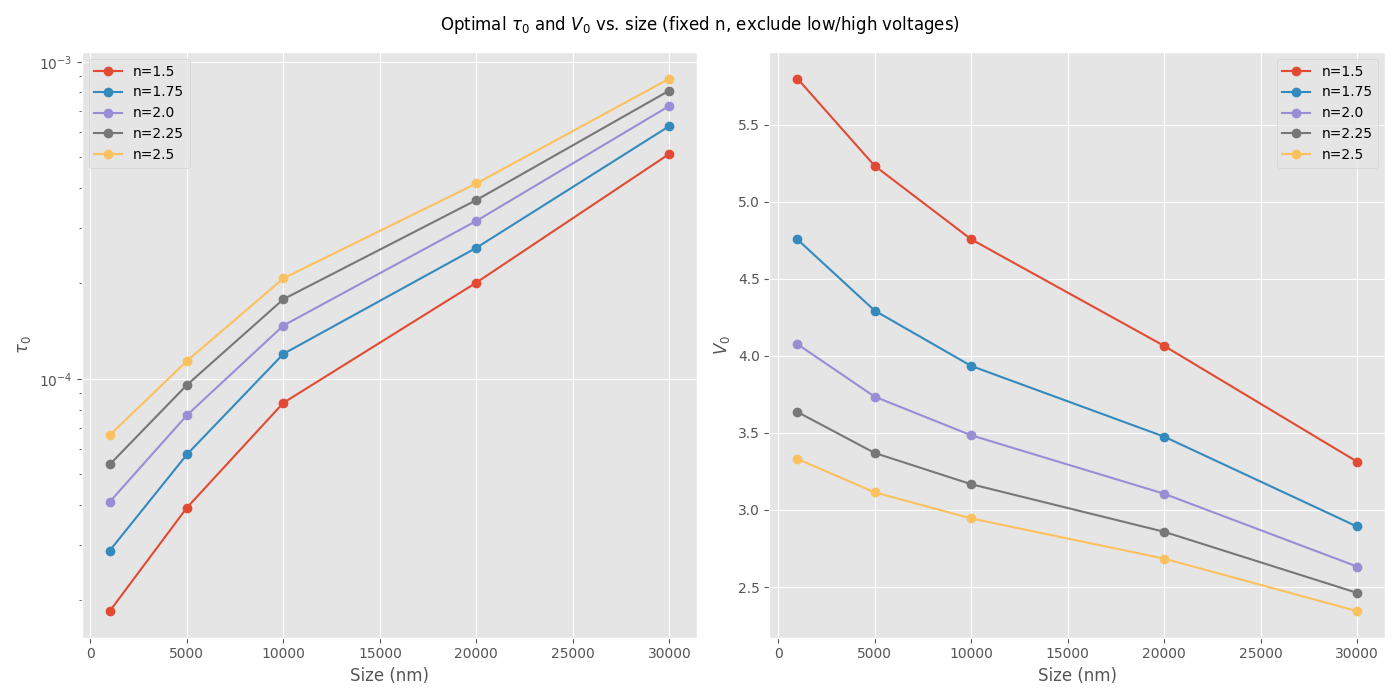 Optimal τ₀ and V₀ vs. size (fixed n, exclude low/high voltages)
10⁻³
10⁻⁴
τ₀
n=1.5
n=1.75
n=2.0
n=2.25
n=2.5
0 5000 10000 15000 20000 25000 30000
Size (nm)
5.5
5.0
4.5
4.0
3.5
3.0
2.5
V₀
n=1.5
n=1.75
n=2.0
n=2.25
n=2.5
0 5000 10000 15000 20000 25000 30000
Size (nm)